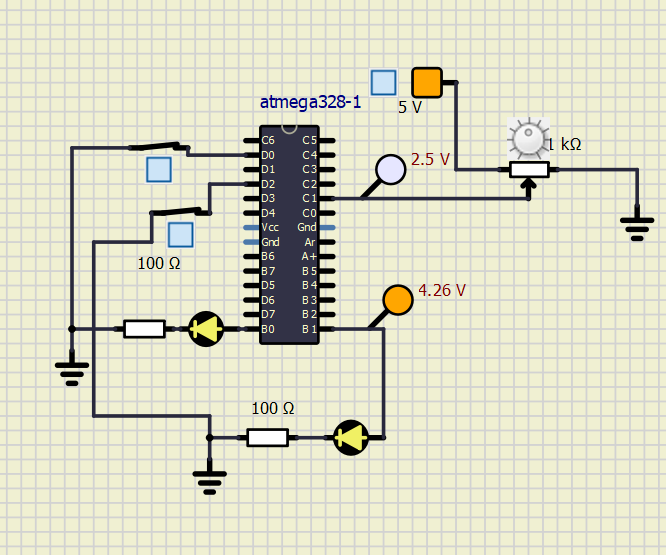 5 V
atmega328-1
1 kΩ
2.5 V
C6 C5
D0 C4
D1 C3
D2 C2
D3 C1
D4 C0
Vcc Gnd
Gnd Ar
B6 A+
B7 B5
D5 B4
D6 B3
D7 B2
B0 B1
100 Ω
4.26 V
100 Ω